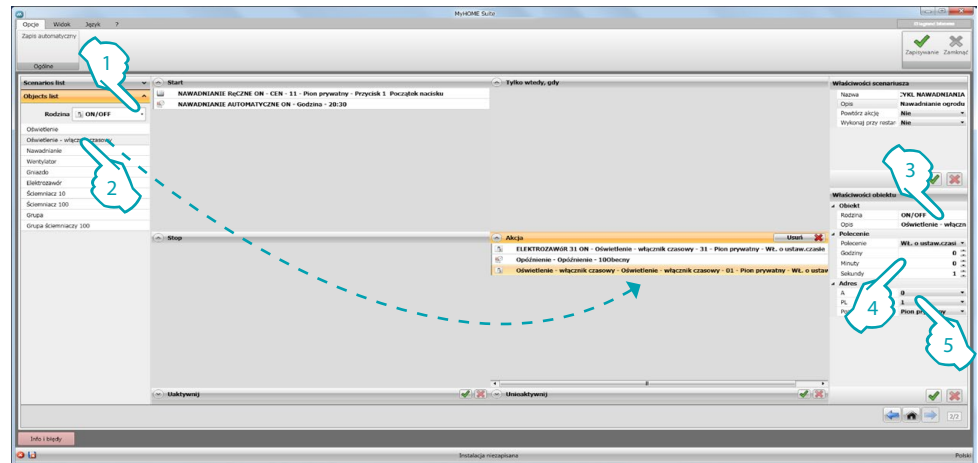 MyHOME Suite
Opcje Widok Język ?
Zapis automatyczny
Ogólne
Zapisywanie Zamknąć
Scenarios list
Objects list
Rodzina ON/OFF
Oświetlenie
Oświetlenie - włącz czasowy
Nawadnianie
Wentylator
Gniazdo
Elektrozawór
Ściemniacz 10
Ściemniacz 100
Grupa
Grupa ściemniaczy 100
1
2
Start
NAWADNIANIE RęCZNE ON - CEN - 11 - Pion prywatny - Przycisk 1 Początek nacisku
NAWADNIANIE AUTOMATYCZNE ON - Godzina - 20:30
Tylko wtedy, gdy
Stop
Akcja
Usuń
ELEKTROZAWóR 31 ON - Oświetlenie - włącznik czasowy - 31 - Pion prywatny - WŁ. o ustaw.czasie
Opóźnienie - Opóźnienie - 100becny
Oświetlenie - włącznik czasowy - Oświetlenie - włącznik czasowy - 01 - Pion prywatny - WŁ. o ustaw
Uaktywnij
Uninaktywnij
Właściwości scenariusza
Nazwa CYKL NAWADNIANIA
Opis Nawadnianie ogrodu
Powtórz akcję Nie
Wykonaj przy restar Nie
3
Właściwości obiektu
Obiekt
Rodzina ON/OFF
Opis Oświetlenie - włączn
Polecenie
Polecenie WŁ. o ustaw.czasi
Godziny 0
Minuty 0
Sekundy 1
Adres
A 0
PL 1
Po Pion prywatny
4
5
2/2
Info i błędy
Instalacja niezapisana
Polski